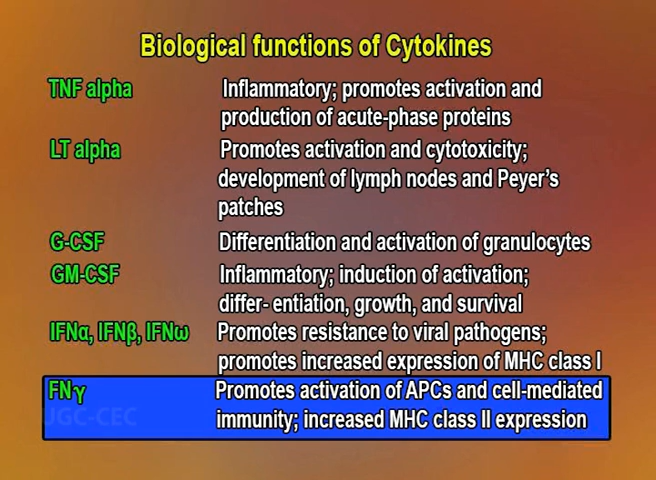 Biological functions of Cytokines
TNF alpha Inflammatory; promotes activation and
production of acute-phase proteins
LT alpha Promotes activation and cytotoxicity;
development of lymph nodes and Peyer's
patches
G-CSF Differentiation and activation of granulocytes
GM-CSF Inflammatory; induction of activation;
differ- entiation, growth, and survival
IFNα, IFNβ, IFNω Promotes resistance to viral pathogens;
promotes increased expression of MHC class I
FNγ Promotes activation of APCs and cell-mediated
UGC-CEC immunity; increased MHC class II expression